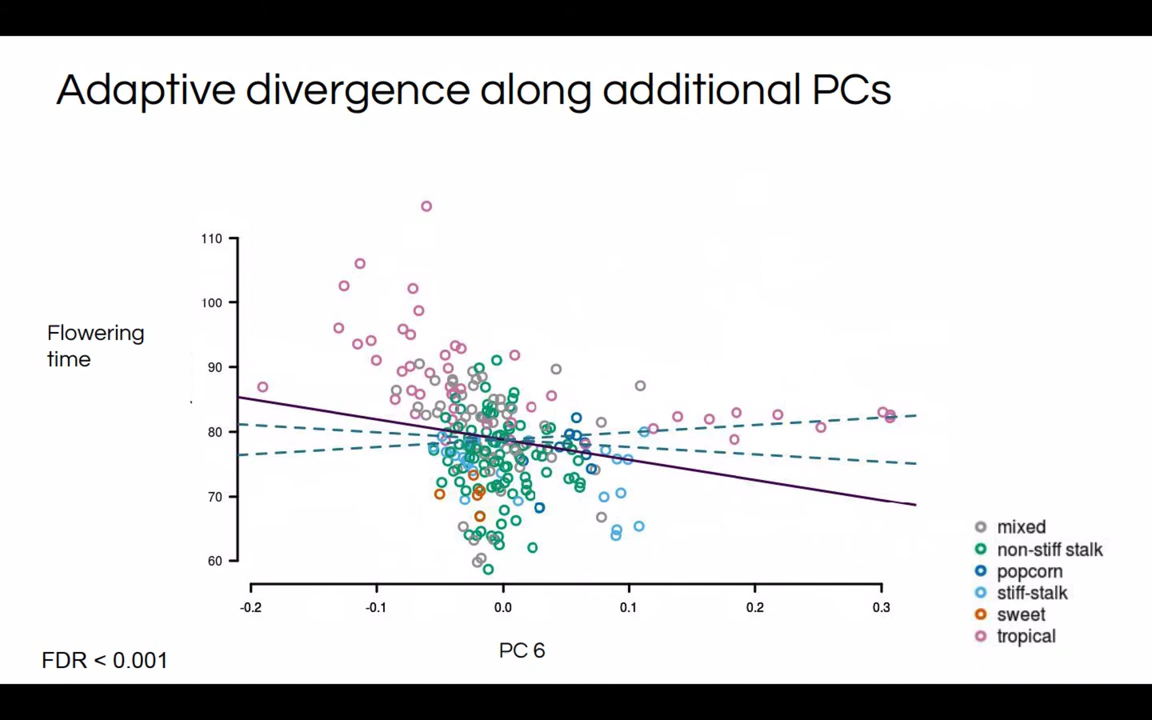 Adaptive divergence along additional PCs
110
100
90
80
70
60
Flowering
time
-0.2
-0.1
0.0
0.1
0.2
0.3
PC 6
mixed
non-stiff stalk
popcorn
stiff-stalk
sweet
tropical
FDR < 0.001